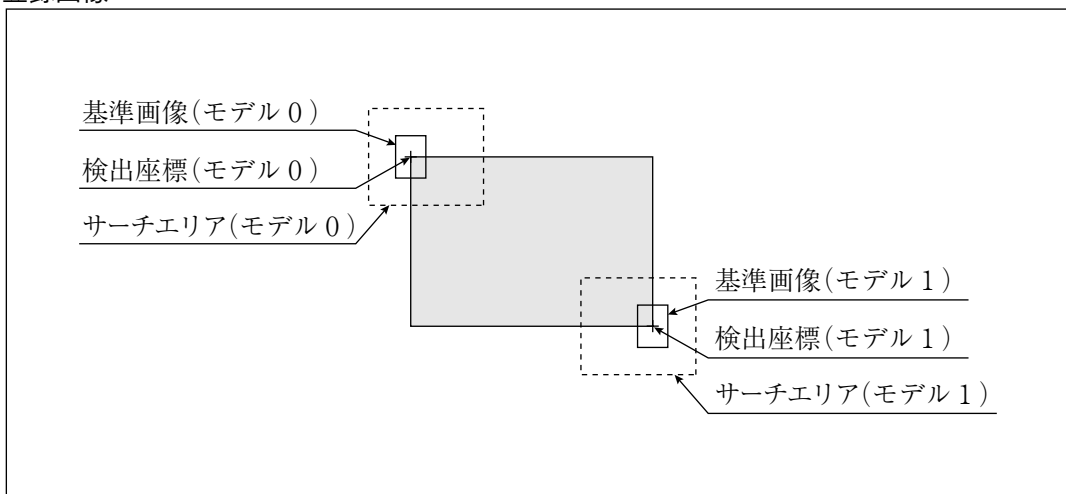 基準画像(モデル 0)
検出座標(モデル 0)
サーチエリア(モデル 0)
基準画像(モデル 1)
検出座標(モデル 1)
サーチエリア(モデル 1)